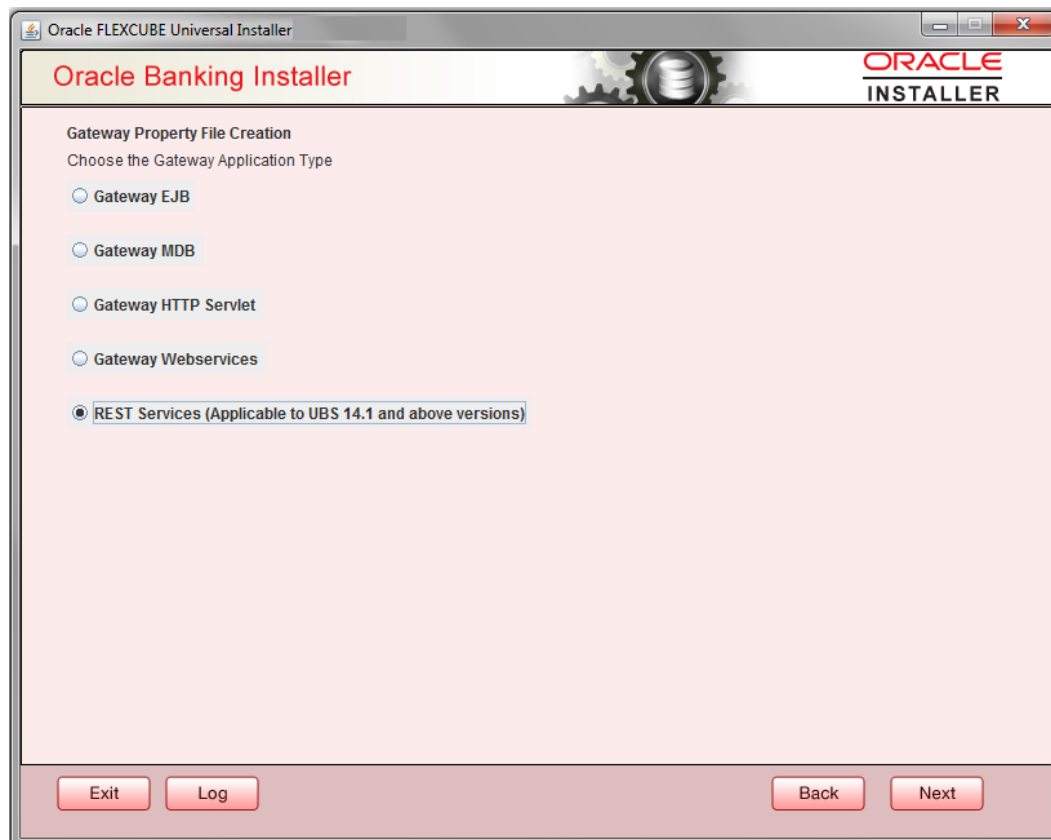 Oracle FLEXCUBE Universal Installer
Oracle Banking Installer
ORACLE
INSTALLER
Gateway Property File Creation
Choose the Gateway Application Type
Gateway EJB
Gateway MDB
Gateway HTTP Servlet
Gateway Webservices
REST Services (Applicable to UBS 14.1 and above versions)
Exit Log Back Next